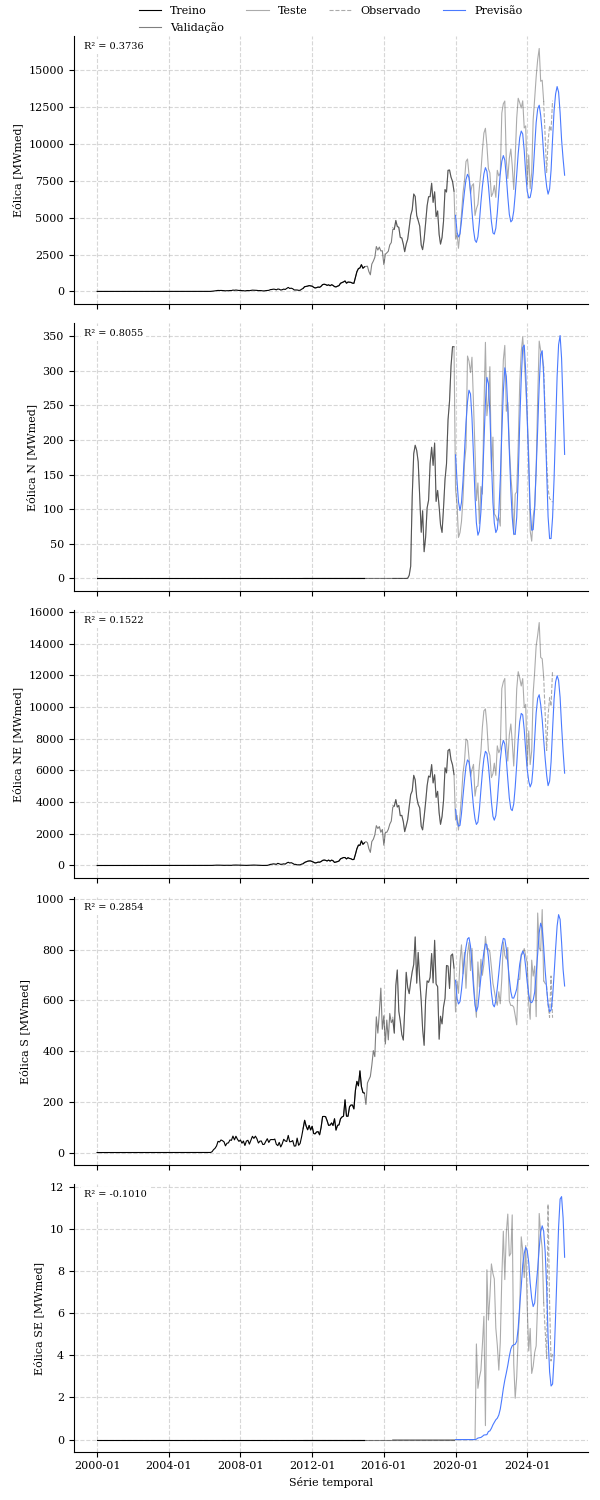 Treino
Validação
Teste
Observado
Previsão
R² = 0.3736
Eólica [MWmed]
15000
12500
10000
7500
5000
2500
0
R² = 0.8055
Eólica N [MWmed]
350
300
250
200
150
100
50
0
R² = 0.1522
Eólica NE [MWmed]
16000
14000
12000
10000
8000
6000
4000
2000
0
R² = 0.2854
Eólica S [MWmed]
1000
800
600
400
200
0
R² = -0.1010
Eólica SE [MWmed]
12
10
8
6
4
2
0
2000-01 2004-01 2008-01 2012-01 2016-01 2020-01 2024-01
Série temporal